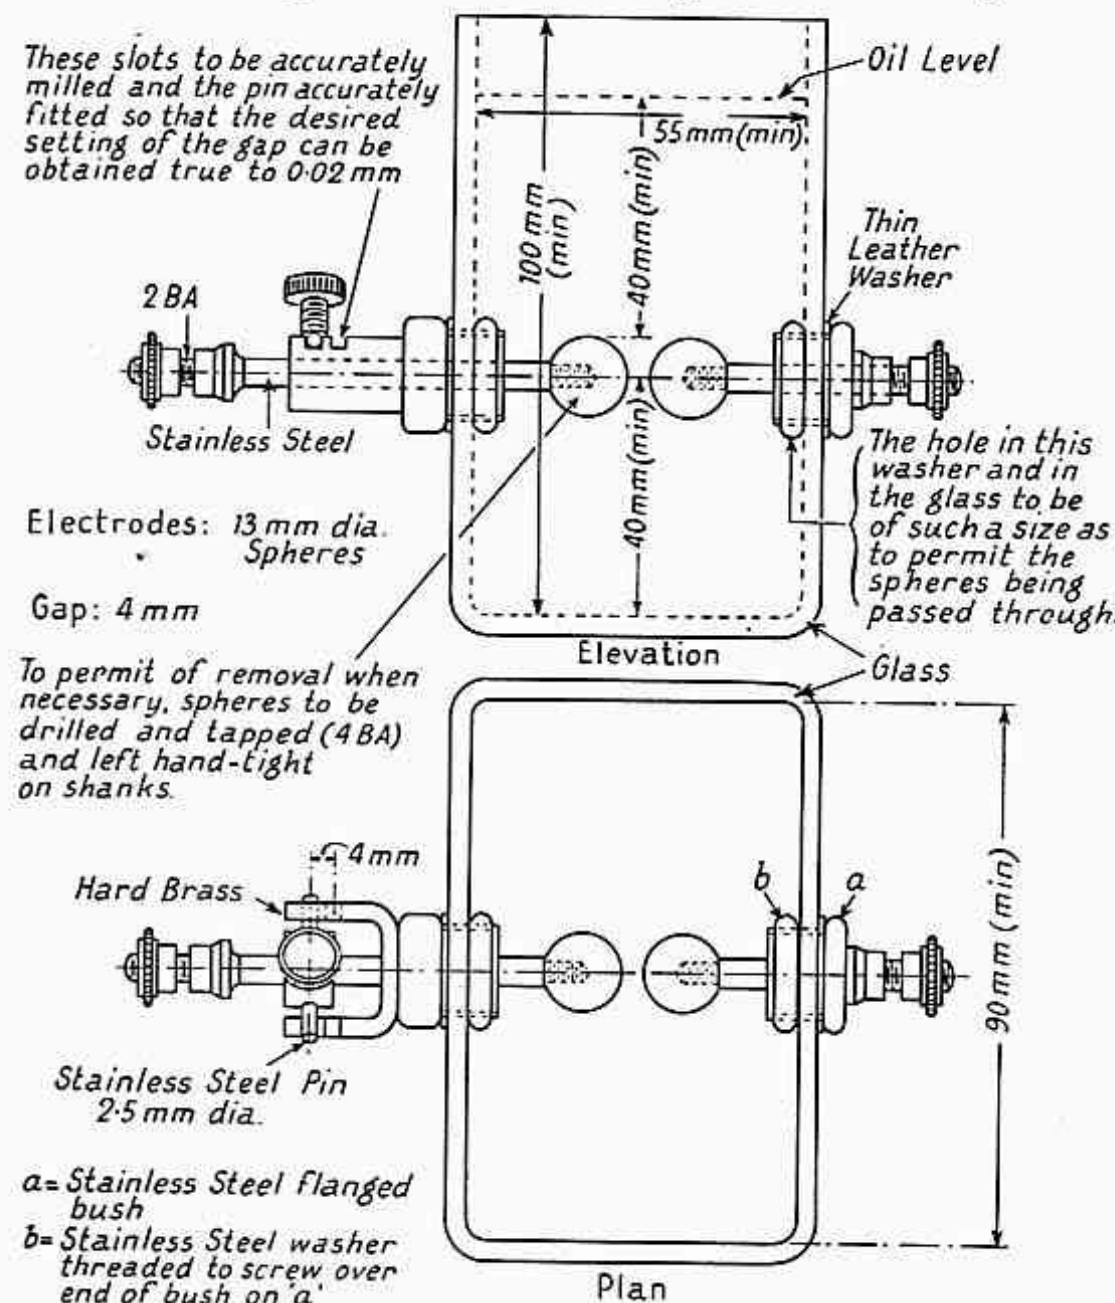 These slots to be accurately
milled and the pin accurately
fitted so that the desired
setting of the gap can be
obtained true to 0·02 mm
Oil Level
55mm(min)
100mm
(min)
40mm(min)
Thin
Leather
Washer
2 BA
Stainless Steel
40mm(min)
The hole in this
washer and in
the glass to be
of such a size as
to permit the
spheres being
passed through.
Electrodes: 13 mm dia.
Spheres
Gap: 4 mm
Elevation
Glass
To permit of removal when
necessary, spheres to be
drilled and tapped (4 BA)
and left hand-tight
on shanks.
4mm
Hard Brass
b
a
90mm (min)
Stainless Steel Pin
2·5 mm dia.
a= Stainless Steel flanged
bush
b= Stainless Steel washer
threaded to screw over
end of bush on 'a'
Plan